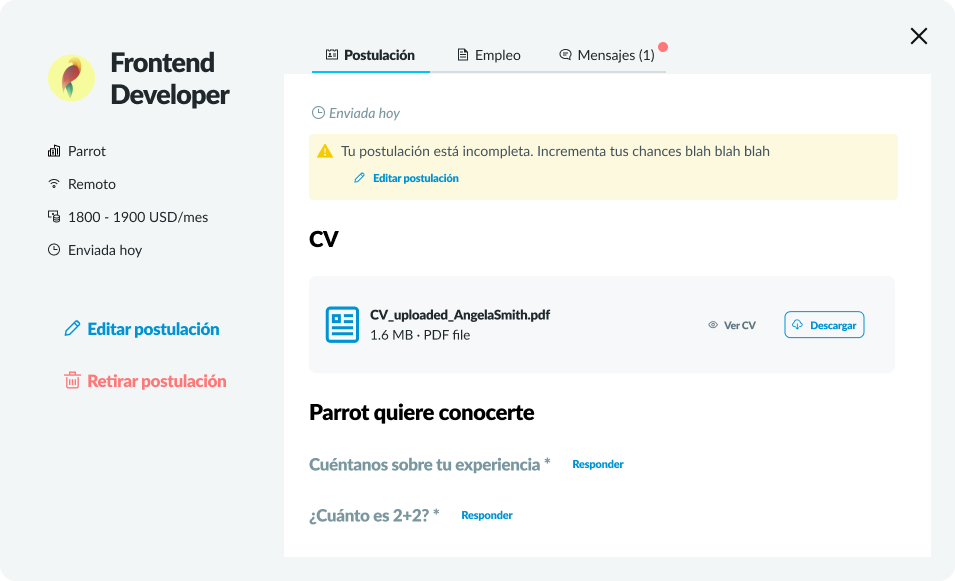 Frontend
Developer
Parrot
Remoto
1800 - 1900 USD/mes
Enviada hoy
Editar postulación
Retirar postulación
Postulación
Empleo
Mensajes (1)
Enviada hoy
Tu postulación está incompleta. Incrementa tus chances blah blah blah
Editar postulación
CV
CV_uploaded_AngelaSmith.pdf
1.6 MB · PDF file
Ver CV
Descargar
Parrot quiere conocerte
Cuéntanos sobre tu experiencia * Responder
¿Cuánto es 2+2? * Responder